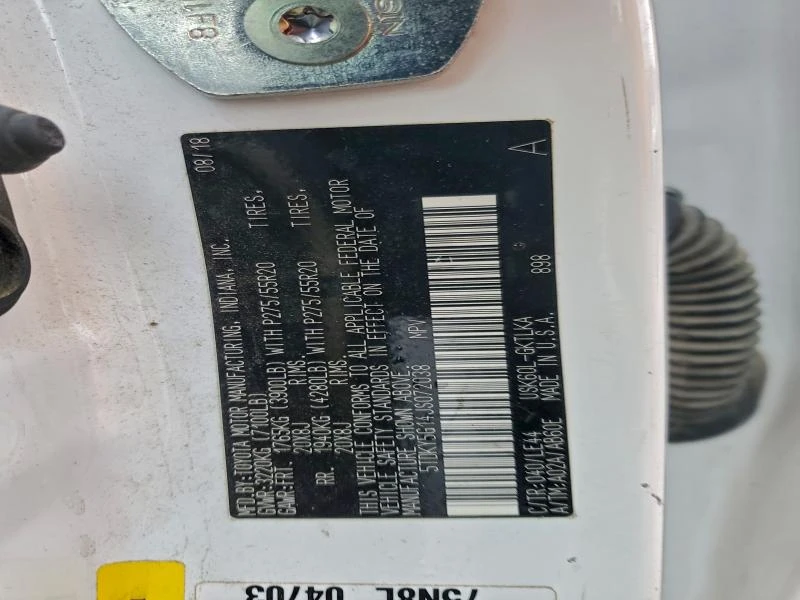 08/18
MFD.BY:TOYOTA MOTOR MANUFACTURING, INDIANA, INC.
GVWR:3220KG (7100LB)
GAWR:FRT. 1765KG (3900LB) WITH P275/55R20 TIRES,
20X8J RIMS,
RR. 1940KG (4280LB) WITH P275/55R20 TIRES,
20X8J RIMS.
THIS VEHICLE CONFORMS TO ALL APPLICABLE FEDERAL MOTOR
VEHICLE SAFETY STANDARDS IN EFFECT ON THE DATE OF
MANUFACTURE SHOWN ABOVE.
5TDKY5G14JS072038 MPV
C/TR:040/LE44 USK60L-GKTLKA 898
A/TM:A02A/AB60E MADE IN U.S.A. A
04703